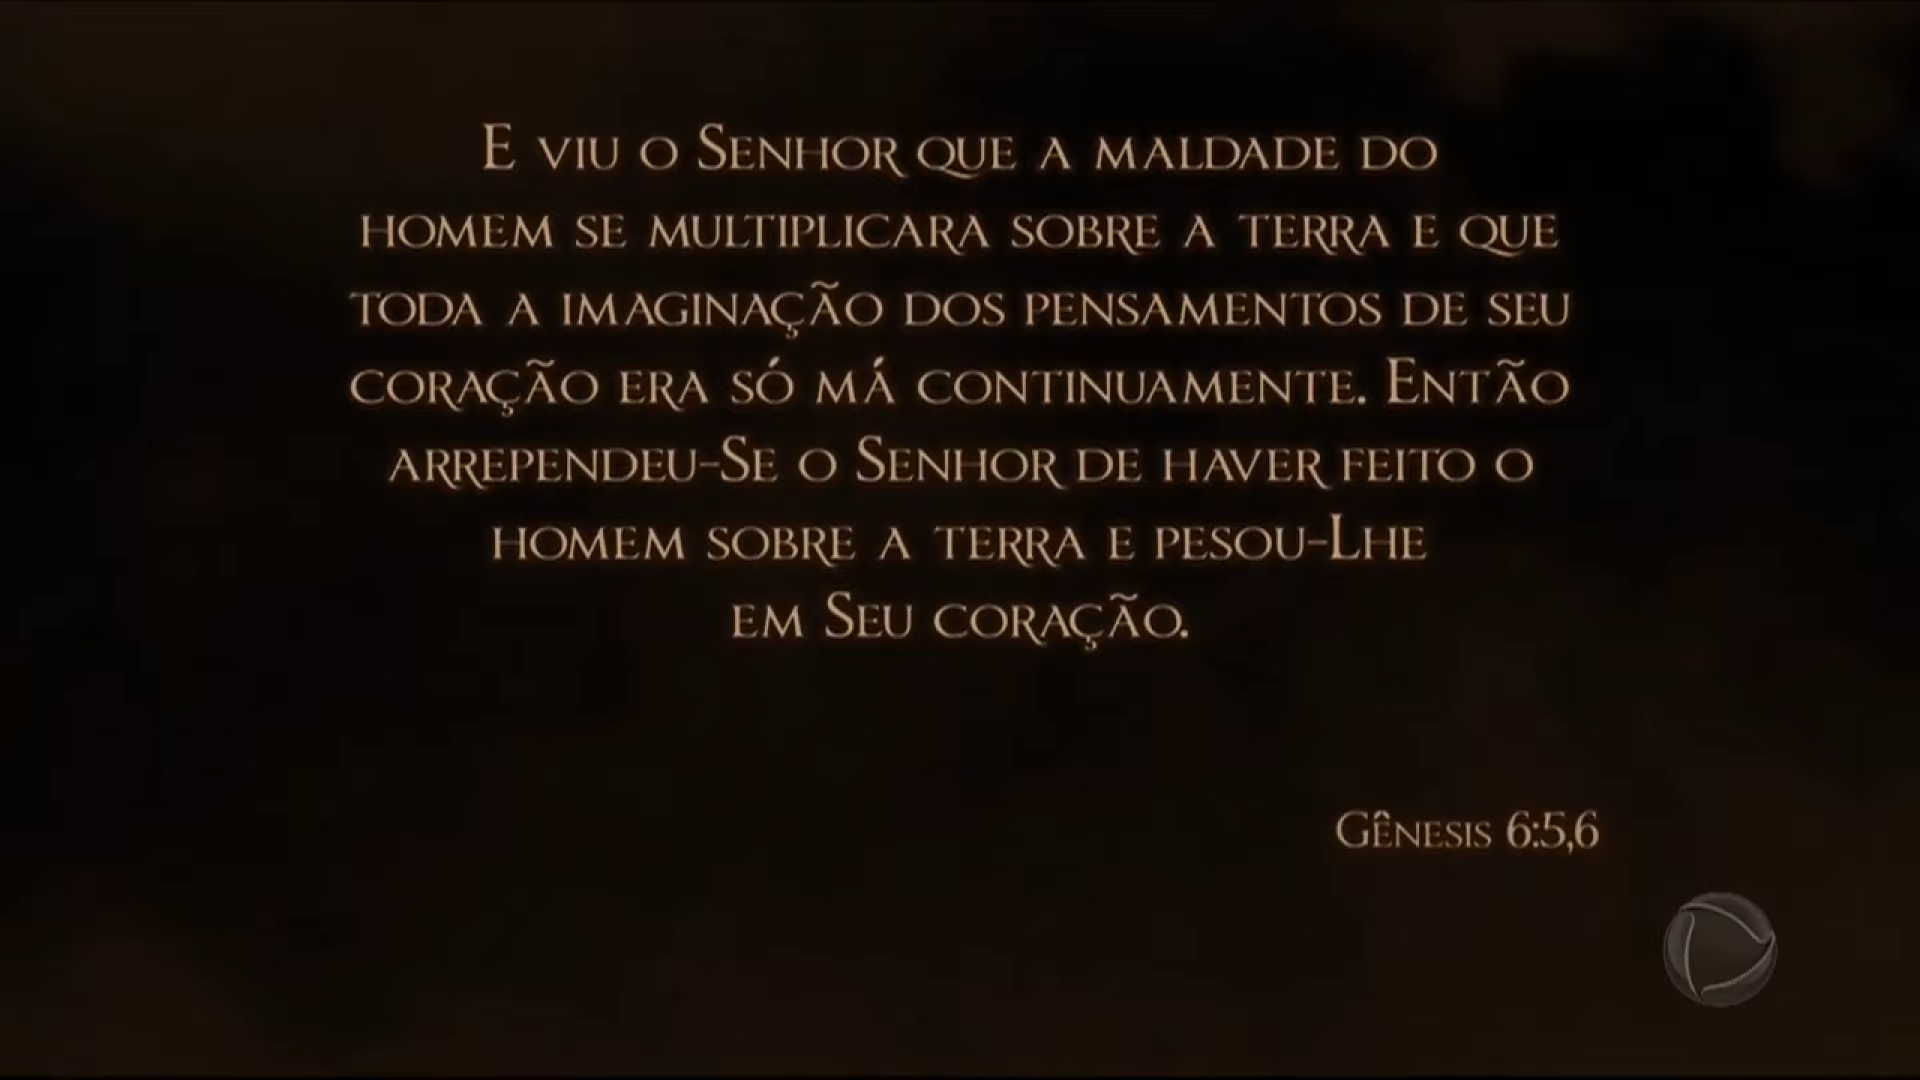 E VIU O SENHOR QUE A MALDADE DO
HOMEM SE MULTIPLICARA SOBRE A TERRA E QUE
TODA A IMAGINAÇÃO DOS PENSAMENTOS DE SEU
CORAÇÃO ERA SÓ MÁ CONTINUAMENTE. ENTÃO
ARREPENDEU-SE O SENHOR DE HAVER FEITO O
HOMEM SOBRE A TERRA E PESOU-LHE
EM SEU CORAÇÃO.
GÊNESIS 6:5,6